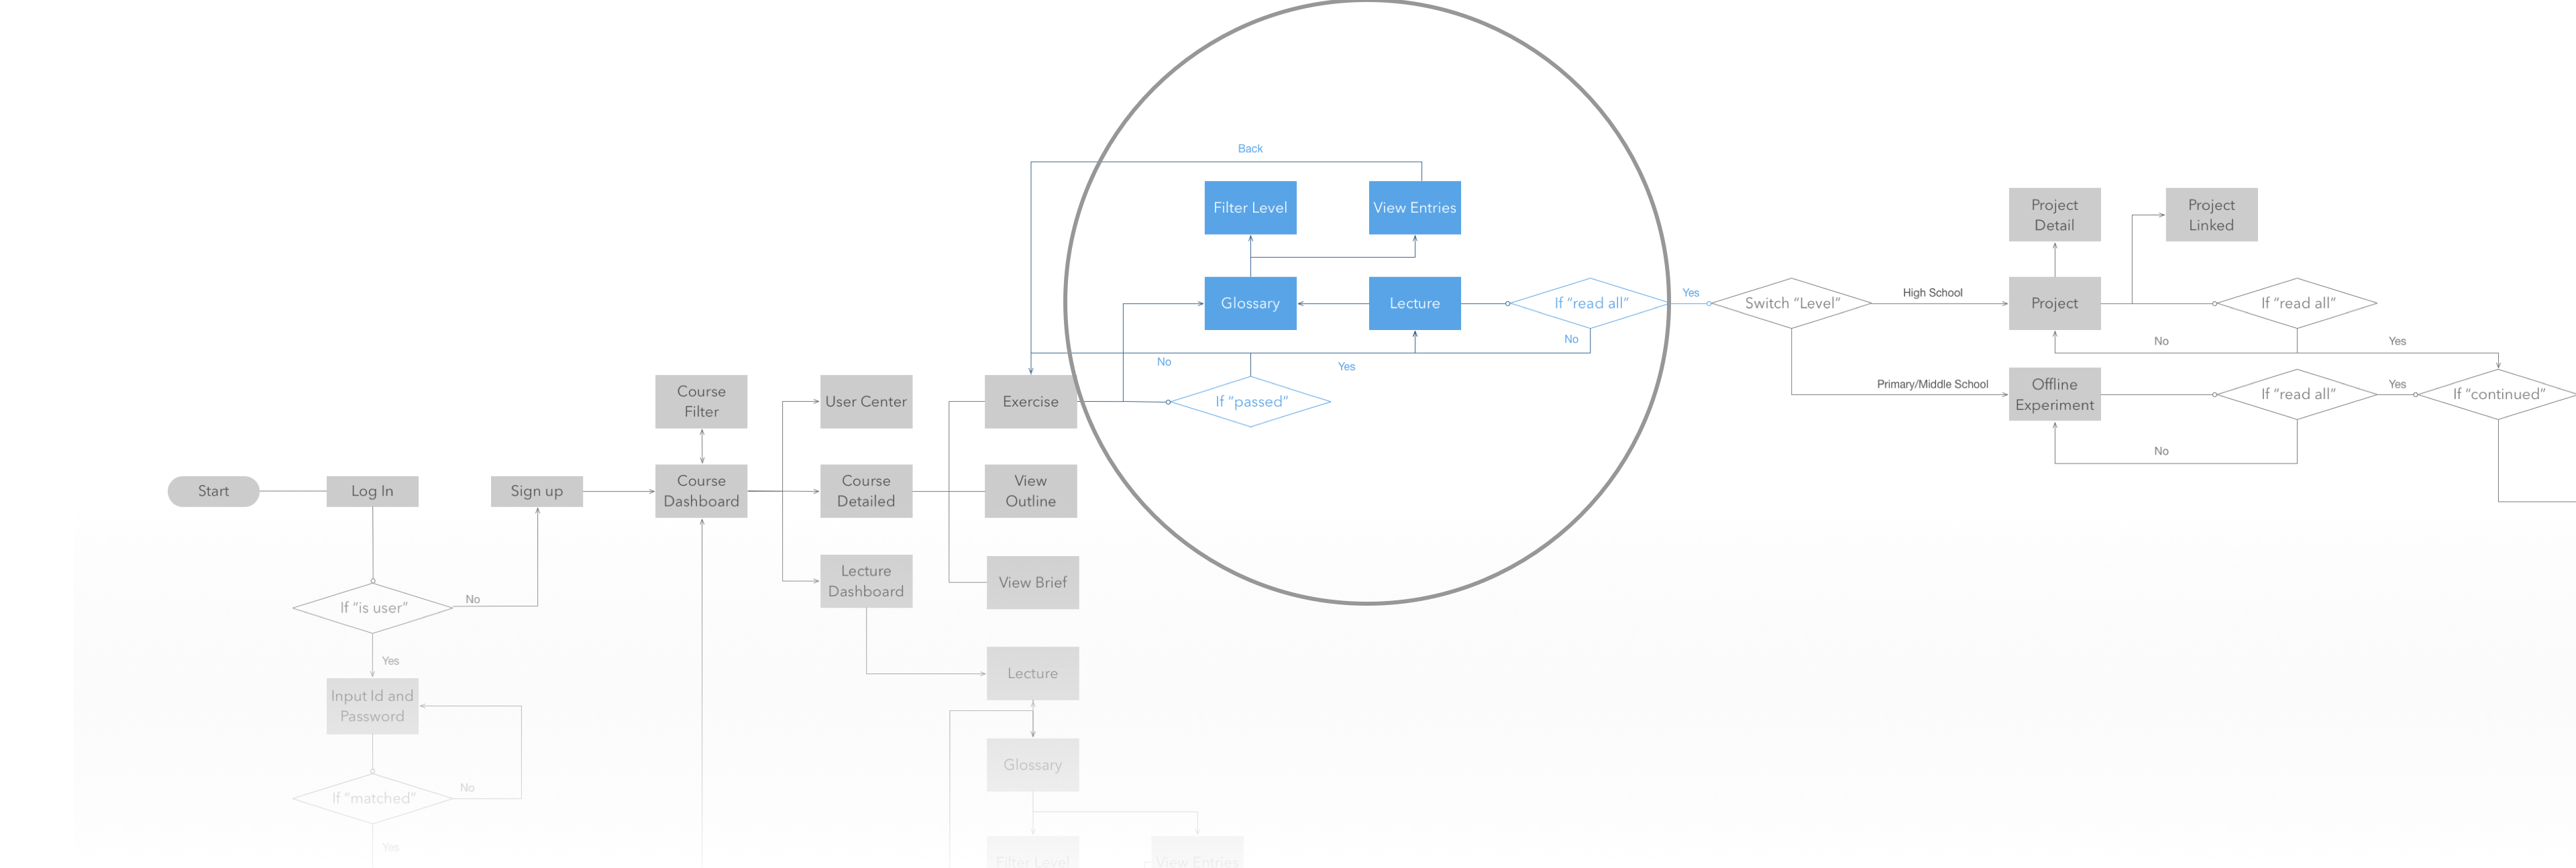 Back
Filter Level
View Entries
Project
Detail
Project
Linked
Glossary
Lecture
If “read all”
Yes
Switch “Level”
High School
Project
If “read all”
No
Yes
No
No
Yes
Course
Filter
User Center
Exercise
If “passed”
Primary/Middle School
Offline
Experiment
If “read all”
Yes
If “continued”
No
Start
Log In
Sign up
Course
Dashboard
Course
Detailed
View
Outline
Lecture
Dashboard
View Brief
If “is user”
No
Yes
Lecture
Input Id and
Password
Glossary
If “matched”
No
Yes
Filter Level
View Entries